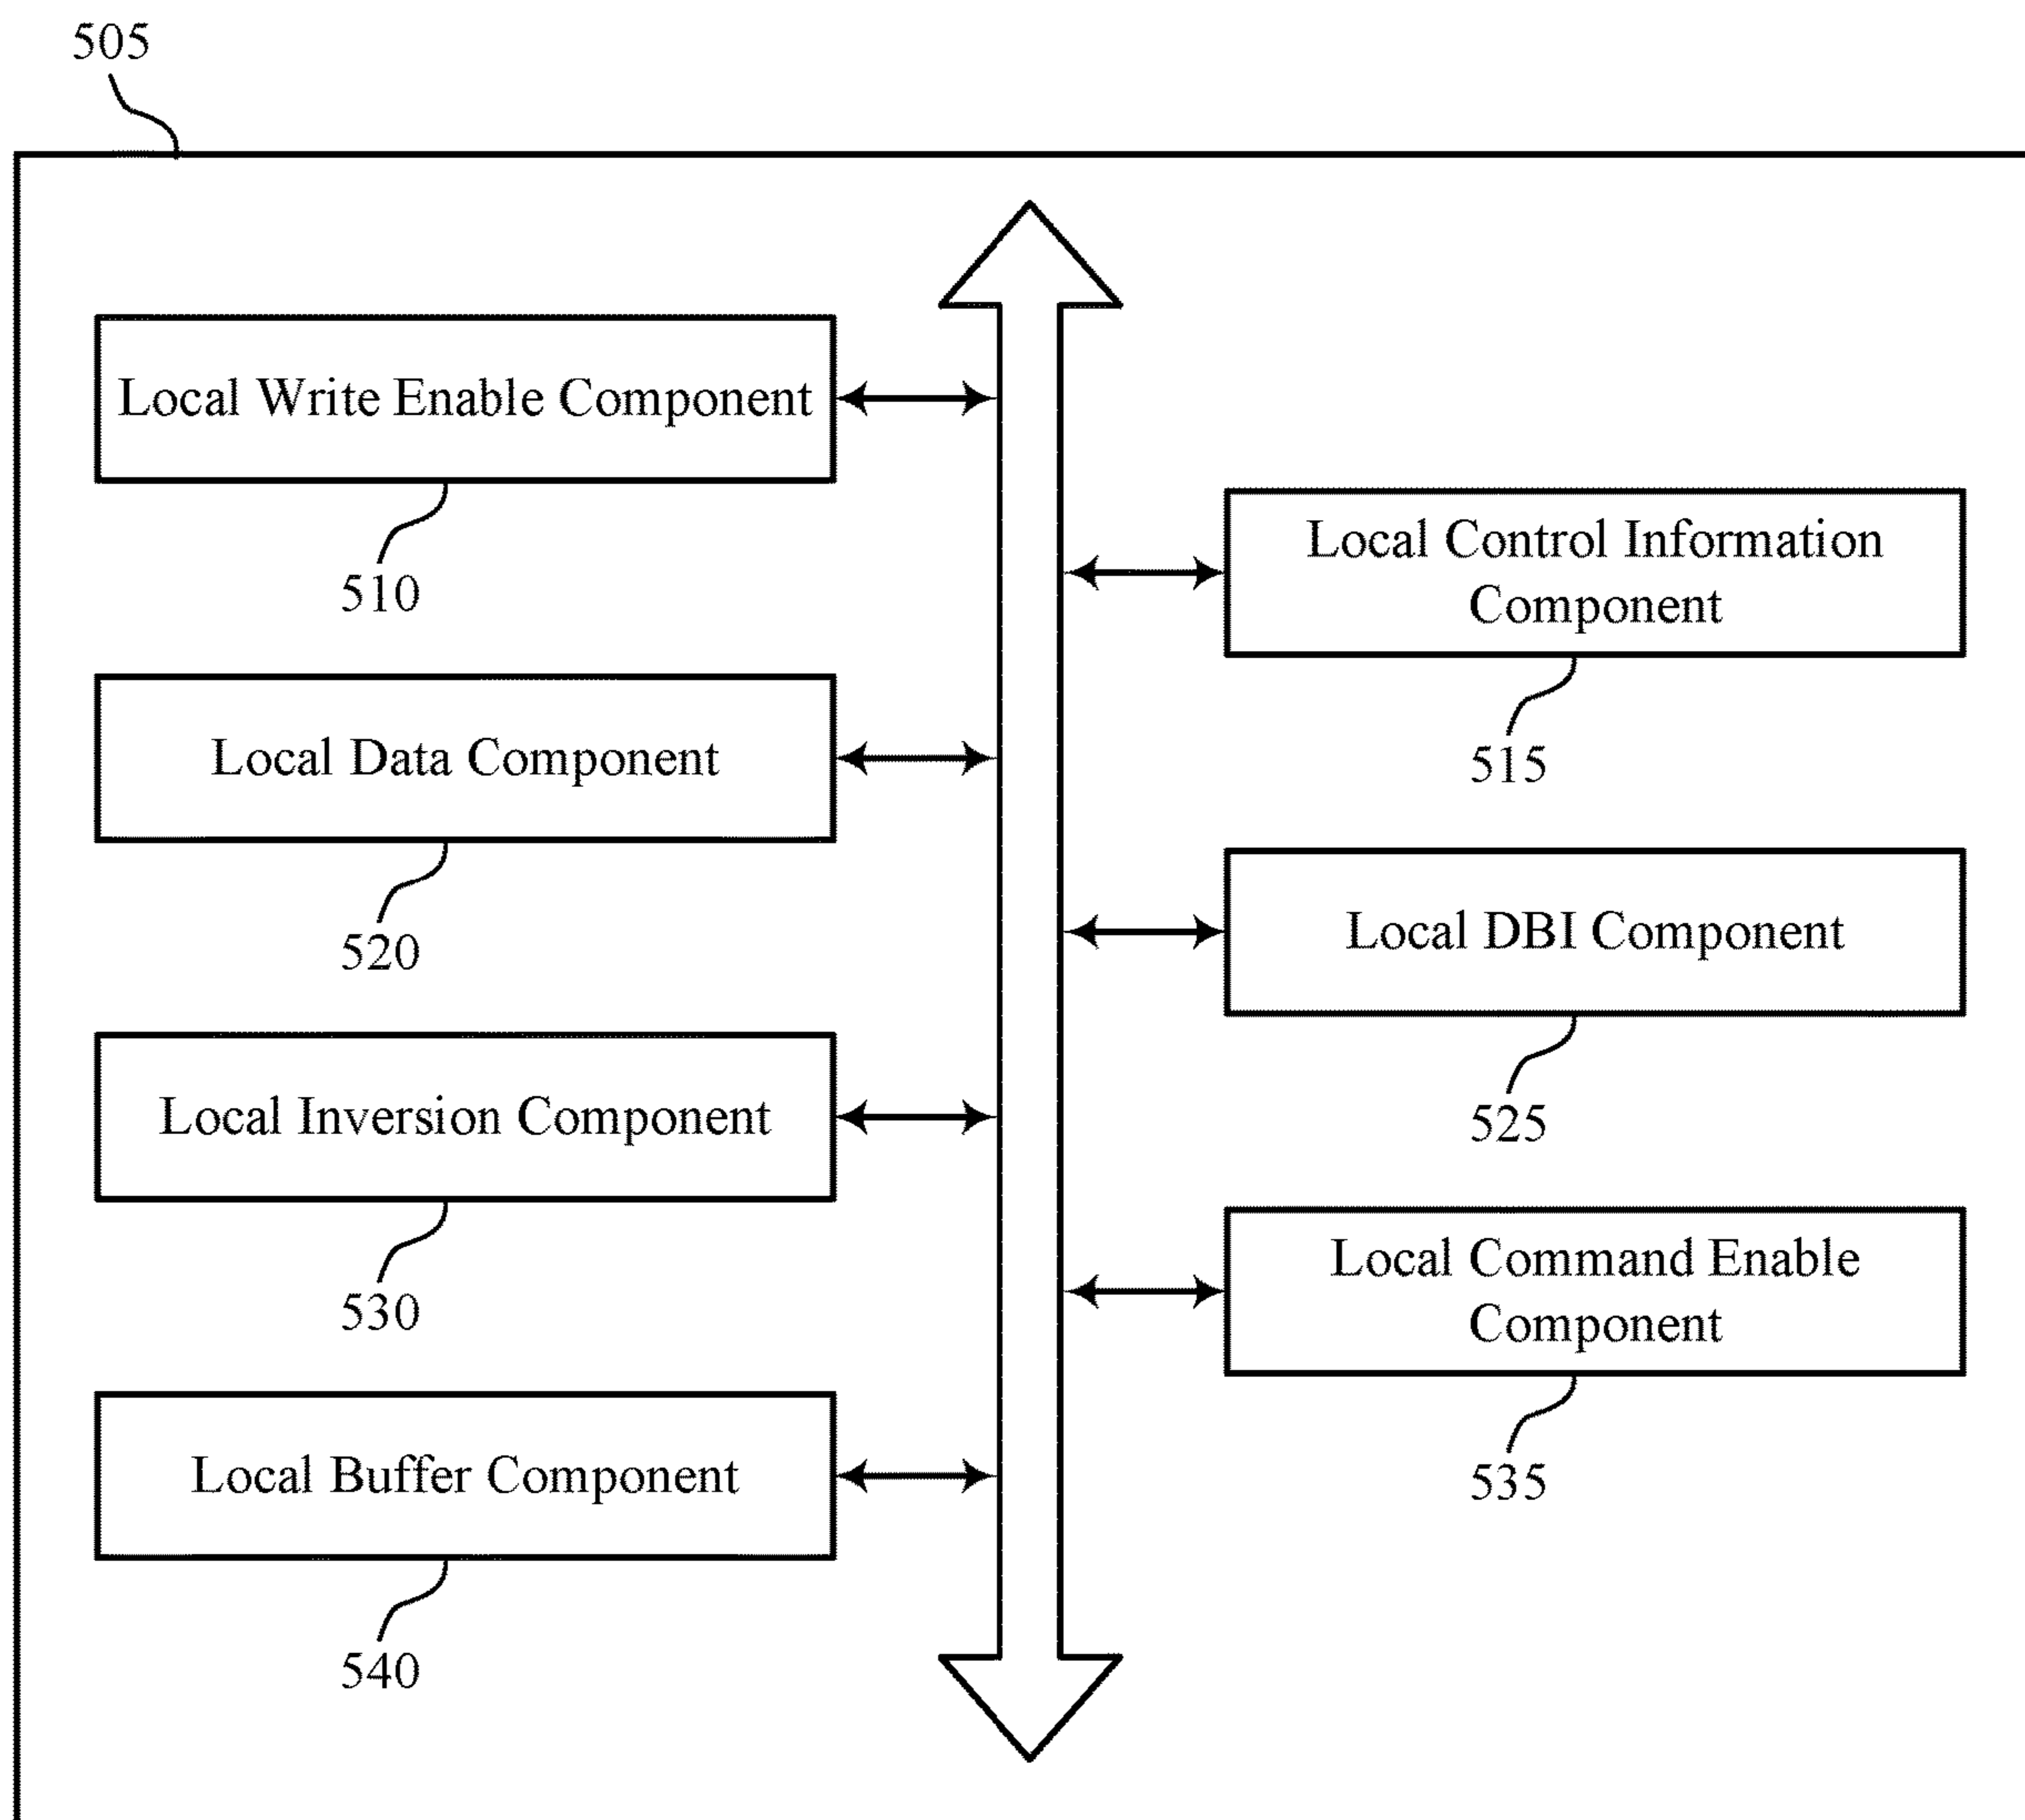 505
Local Write Enable Component
510
Local Control Information
Component
515
Local Data Component
520
Local DBI Component
525
Local Inversion Component
530
Local Command Enable
Component
535
Local Buffer Component
540